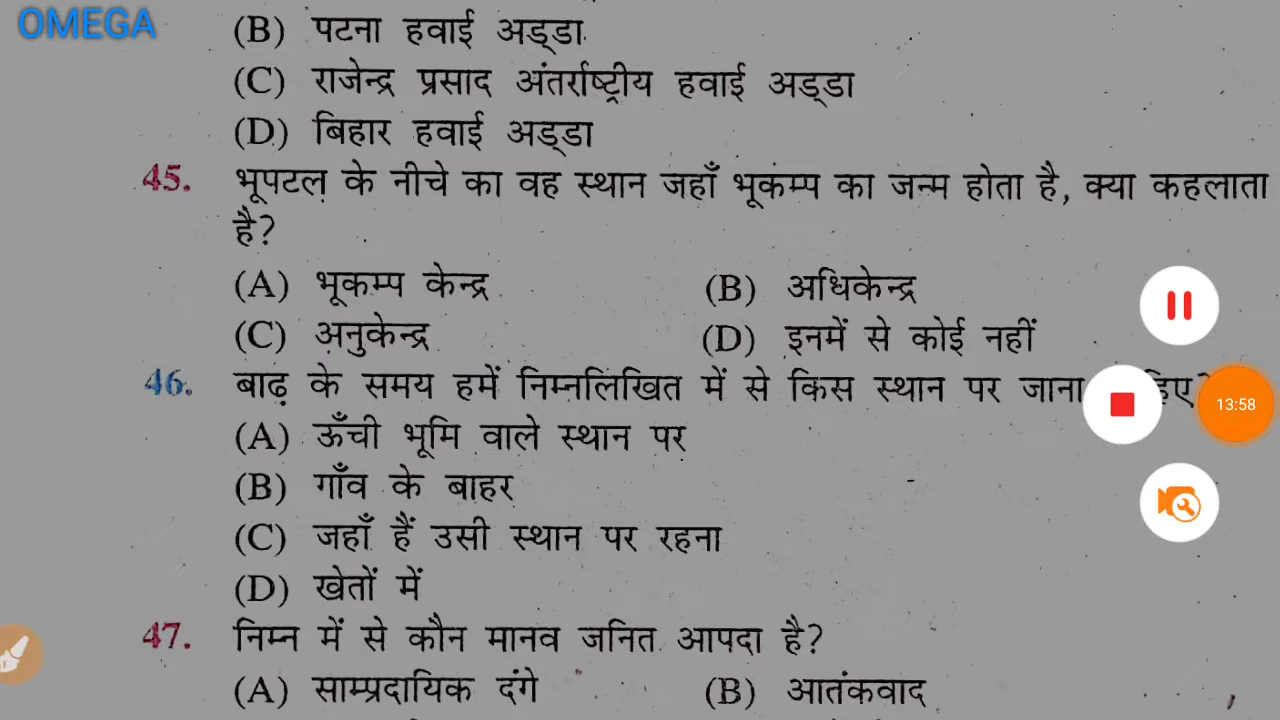 OMEGA
(B) पटना हवाई अड्डा
(C) राजेन्द्र प्रसाद अंतर्राष्ट्रीय हवाई अड्डा
(D) बिहार हवाई अड्डा
45. भूपटल के नीचे का वह स्थान जहाँ भूकम्प का जन्म होता है, क्या कहलाता
है?
(A) भूकम्प केन्द्र (B) अधिकेन्द्र
(C) अनुकेन्द्र (D) इनमें से कोई नहीं
46. बाढ़ के समय हमें निम्नलिखित में से किस स्थान पर जाना
13:58
(A) ऊँची भूमि वाले स्थान पर
(B) गाँव के बाहर
(C) जहाँ हैं उसी स्थान पर रहना
(D) खेतों में
47. निम्न में से कौन मानव जनित आपदा है?
(A) साम्प्रदायिक दंगे (B) आतंकवाद